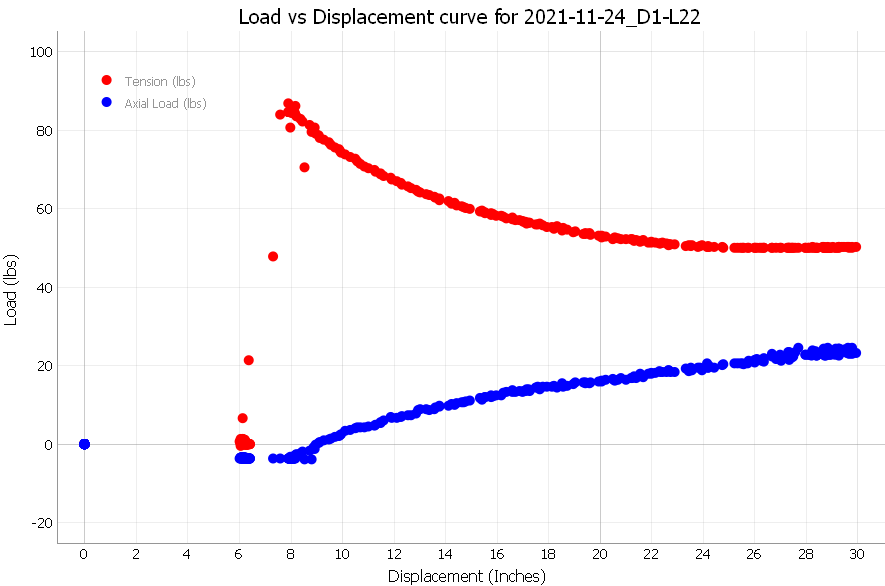 Load vs Displacement curve for 2021-11-24_D1-L22
Load (lbs)
100
80
60
40
20
0
-20
Tension (lbs)
Axial Load (lbs)
0 2 4 6 8 10 12 14 16 18 20 22 24 26 28 30
Displacement (Inches)